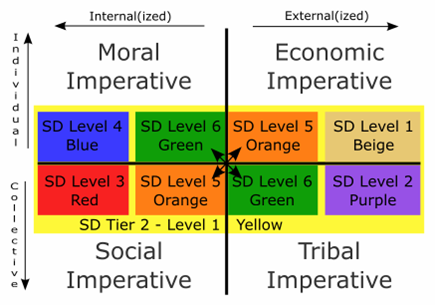 Internal(ized)
External(ized)
Individual
Moral
Imperative
Economic
Imperative
SD Level 4
Blue
SD Level 6
Green
SD Level 5
Orange
SD Level 1
Beige
Collective
SD Level 3
Red
SD Level 5
Orange
SD Level 6
Green
SD Level 2
Purple
SD Tier 2 - Level 1 Yellow
Social
Imperative
Tribal
Imperative